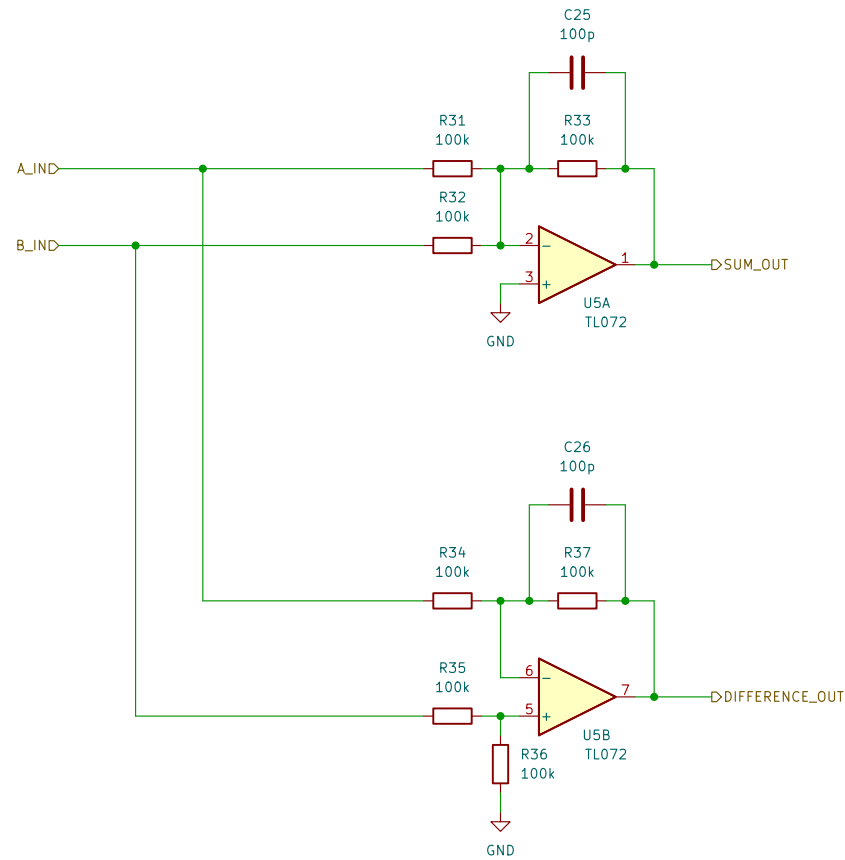 C25
100p
R31
100k
R33
100k
A_IN
R32
100k
B_IN
2
−
3
+
1
SUM_OUT
U5A
TL072
GND
C26
100p
R34
100k
R37
100k
R35
100k
6
−
5
+
7
DIFFERENCE_OUT
U5B
TL072
R36
100k
GND